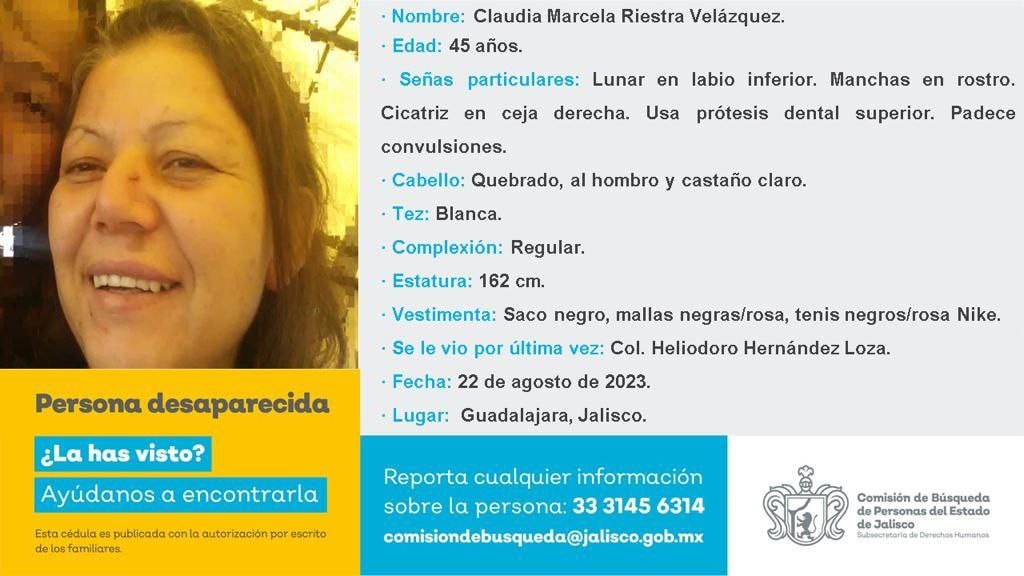 · Nombre: Claudia Marcela Riestra Velázquez.
· Edad: 45 años.
· Señas particulares: Lunar en labio inferior. Manchas en rostro.
Cicatriz en ceja derecha. Usa prótesis dental superior. Padece
convulsiones.
· Cabello: Quebrado, al hombro y castaño claro.
· Tez: Blanca.
· Complexión: Regular.
· Estatura: 162 cm.
· Vestimenta: Saco negro, mallas negras/rosa, tenis negros/rosa Nike.
· Se le vio por última vez: Col. Heliodoro Hernández Loza.
· Fecha: 22 de agosto de 2023.
· Lugar: Guadalajara, Jalisco.
Persona desaparecida
¿La has visto?
Ayúdanos a encontrarla
Esta cédula es publicada con la autorización por escrito
de los familiares.
Reporta cualquier información
sobre la persona: 33 3145 6314
comisiondebusqueda@jalisco.gob.mx
Comisión de Búsqueda
de Personas del Estado
de Jalisco
Subsecretaría de Derechos Humanos